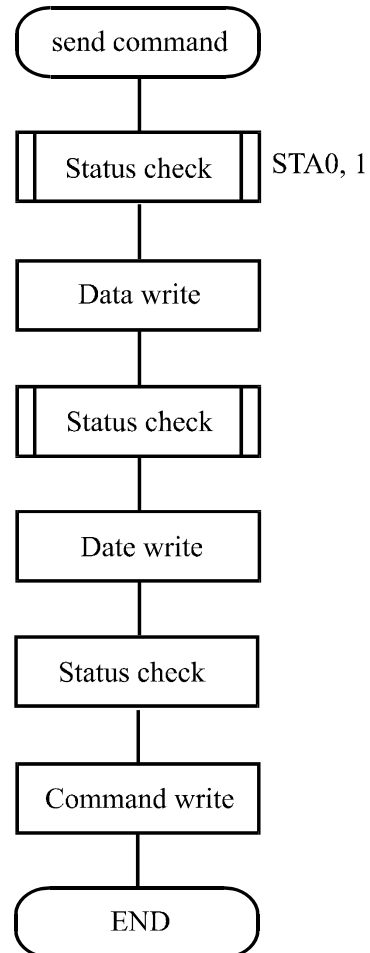 send command
Status check
STA0, 1
Data write
Status check
Date write
Status check
Command write
END